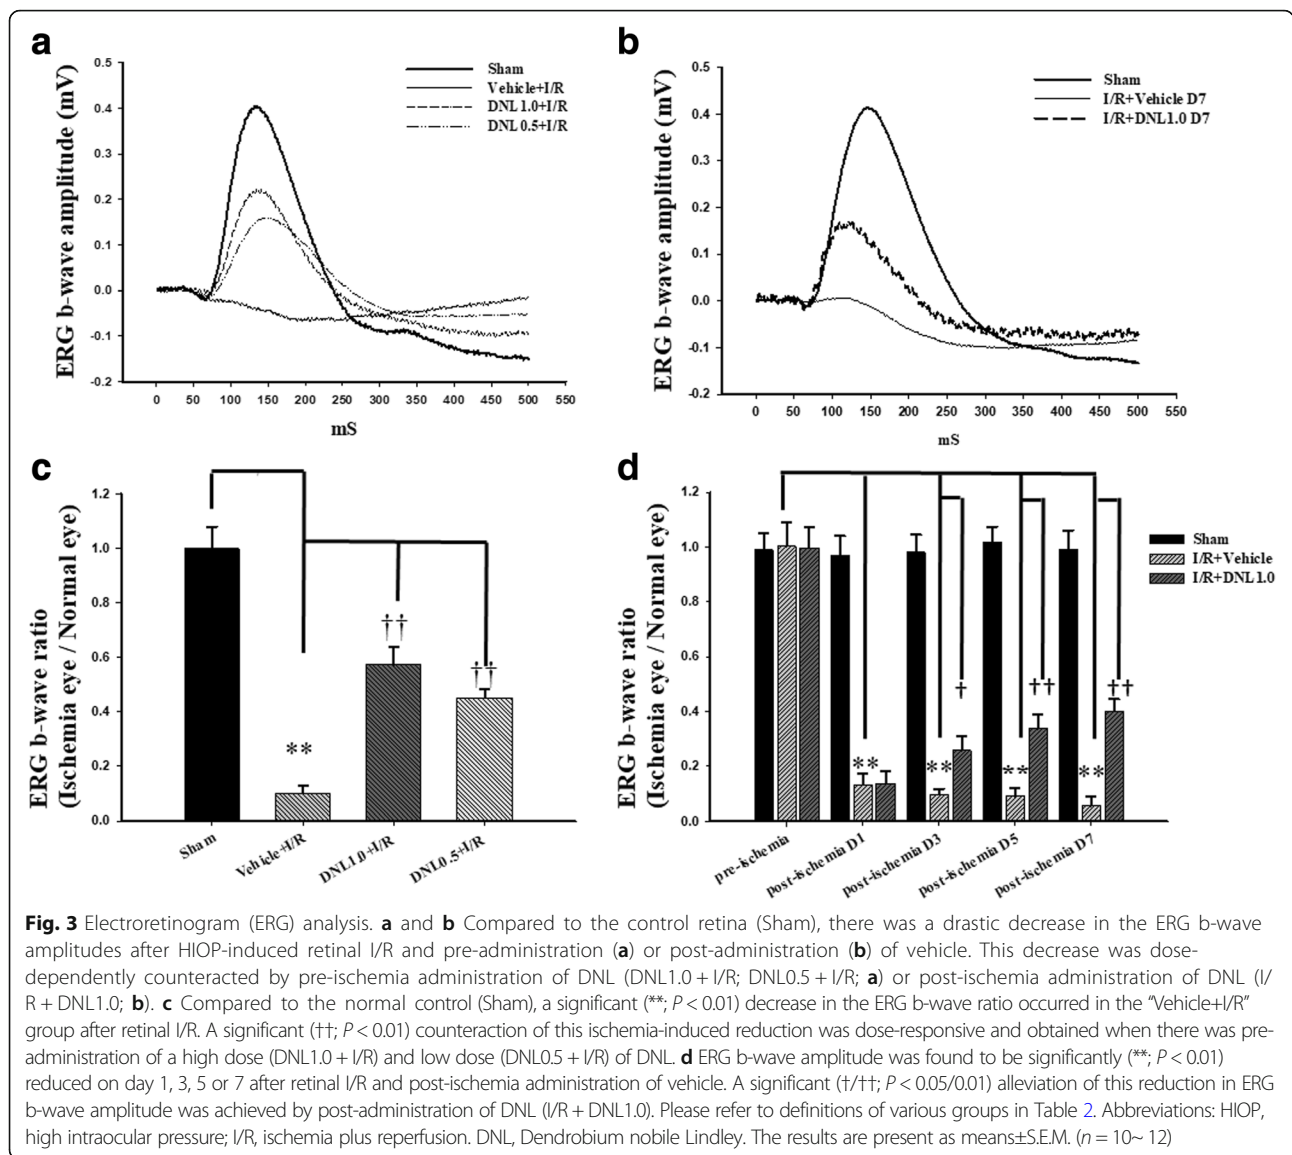 a
ERG b-wave amplitude (mV)
0.5
0.4
0.3
0.2
0.1
0.0
-0.1
-0.2
0 50 100 150 200 250 300 350 400 450 500 550
mS
Sham
Vehicle+I/R
DNL1.0+I/R
DNL0.5+I/R
b
ERG b-wave amplitude (mV)
0.5
0.4
0.3
0.2
0.1
0.0
-0.1
-0.2
0 50 100 150 200 250 300 350 400 450 500 550
mS
Sham
I/R+Vehicle D7
I/R+DNL1.0 D7
c
ERG b-wave ratio
(Ischemia eye / Normal eye)
1.2
1.0
0.8
0.6
0.4
0.2
0.0
**
††
††
Sham
Vehicle+I/R
DNL1.0+I/R
DNL0.5+I/R
d
ERG b-wave ratio
(Ischemia eye / Normal eye)
1.2
1.0
0.8
0.6
0.4
0.2
0.0
**
**
†
**
††
**
††
pre-ischemia
post-ischemia D1
post-ischemia D3
post-ischemia D5
post-ischemia D7
Sham
I/R+Vehicle
I/R+DNL1.0
Fig. 3 Electroretinogram (ERG) analysis. a and b Compared to the control retina (Sham), there was a drastic decrease in the ERG b-wave
amplitudes after HIOP-induced retinal I/R and pre-administration (a) or post-administration (b) of vehicle. This decrease was dose-
dependently counteracted by pre-ischemia administration of DNL (DNL1.0 + I/R; DNL0.5 + I/R; a) or post-ischemia administration of DNL (I/
R + DNL1.0; b). c Compared to the normal control (Sham), a significant (**; P < 0.01) decrease in the ERG b-wave ratio occurred in the “Vehicle+I/R”
group after retinal I/R. A significant (††; P < 0.01) counteraction of this ischemia-induced reduction was dose-responsive and obtained when there was pre-
administration of a high dose (DNL1.0 + I/R) and low dose (DNL0.5 + I/R) of DNL. d ERG b-wave amplitude was found to be significantly (**; P < 0.01)
reduced on day 1, 3, 5 or 7 after retinal I/R and post-ischemia administration of vehicle. A significant (†/††; P < 0.05/0.01) alleviation of this reduction in ERG
b-wave amplitude was achieved by post-administration of DNL (I/R + DNL1.0). Please refer to definitions of various groups in Table 2. Abbreviations: HIOP,
high intraocular pressure; I/R, ischemia plus reperfusion. DNL, Dendrobium nobile Lindley. The results are present as means±S.E.M. (n = 10~ 12)